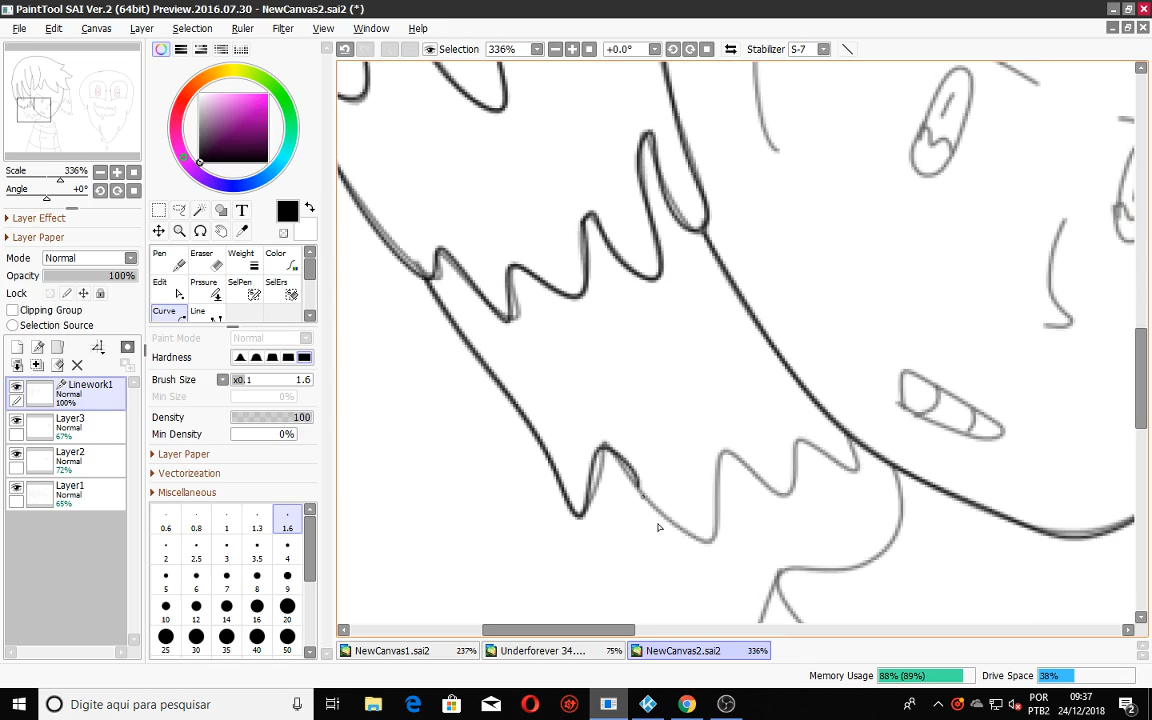 PaintTool SAI Ver.2 (64bit) Preview.2016.07.30 - NewCanvas2.sai2 (*)
File Edit Canvas Layer Selection Ruler Filter View Window Help
Selection 336% +0.0° Stabilizer S-7
Scale 336%
Angle +0°
Layer Effect
Layer Paper
Mode Normal
Opacity 100%
Lock
Clipping Group
Selection Source
Linework1
Normal
100%
Layer3
Normal
67%
Layer2
Normal
72%
Layer1
Normal
65%
T
Pen Eraser Weight Color
Edit Prssure SelPen SelErs
Curve Line
Paint Mode Normal
Hardness
Brush Size x0.1 1.6
Min Size 0%
Density 100
Min Density 0%
Layer Paper
Vectorization
Miscellaneous
0.6 0.8 1 1.3 1.6
2 2.5 3 3.5 4
5 6 7 8 9
10 12 14 16 20
25 30 35 40 50
NewCanvas1.sai2 237% Underforever 34.... 75% NewCanvas2.sai2 336%
Memory Usage 88% (89%) Drive Space 38%
Digite aqui para pesquisar
POR
PTB2
09:37
24/12/2018
2